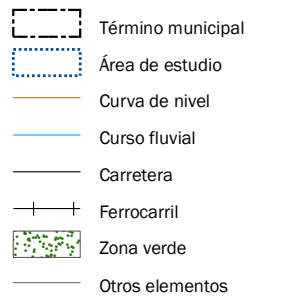 Término municipal
Área de estudio
Curva de nivel
Curso fluvial
Carretera
Ferrocarril
Zona verde
Otros elementos